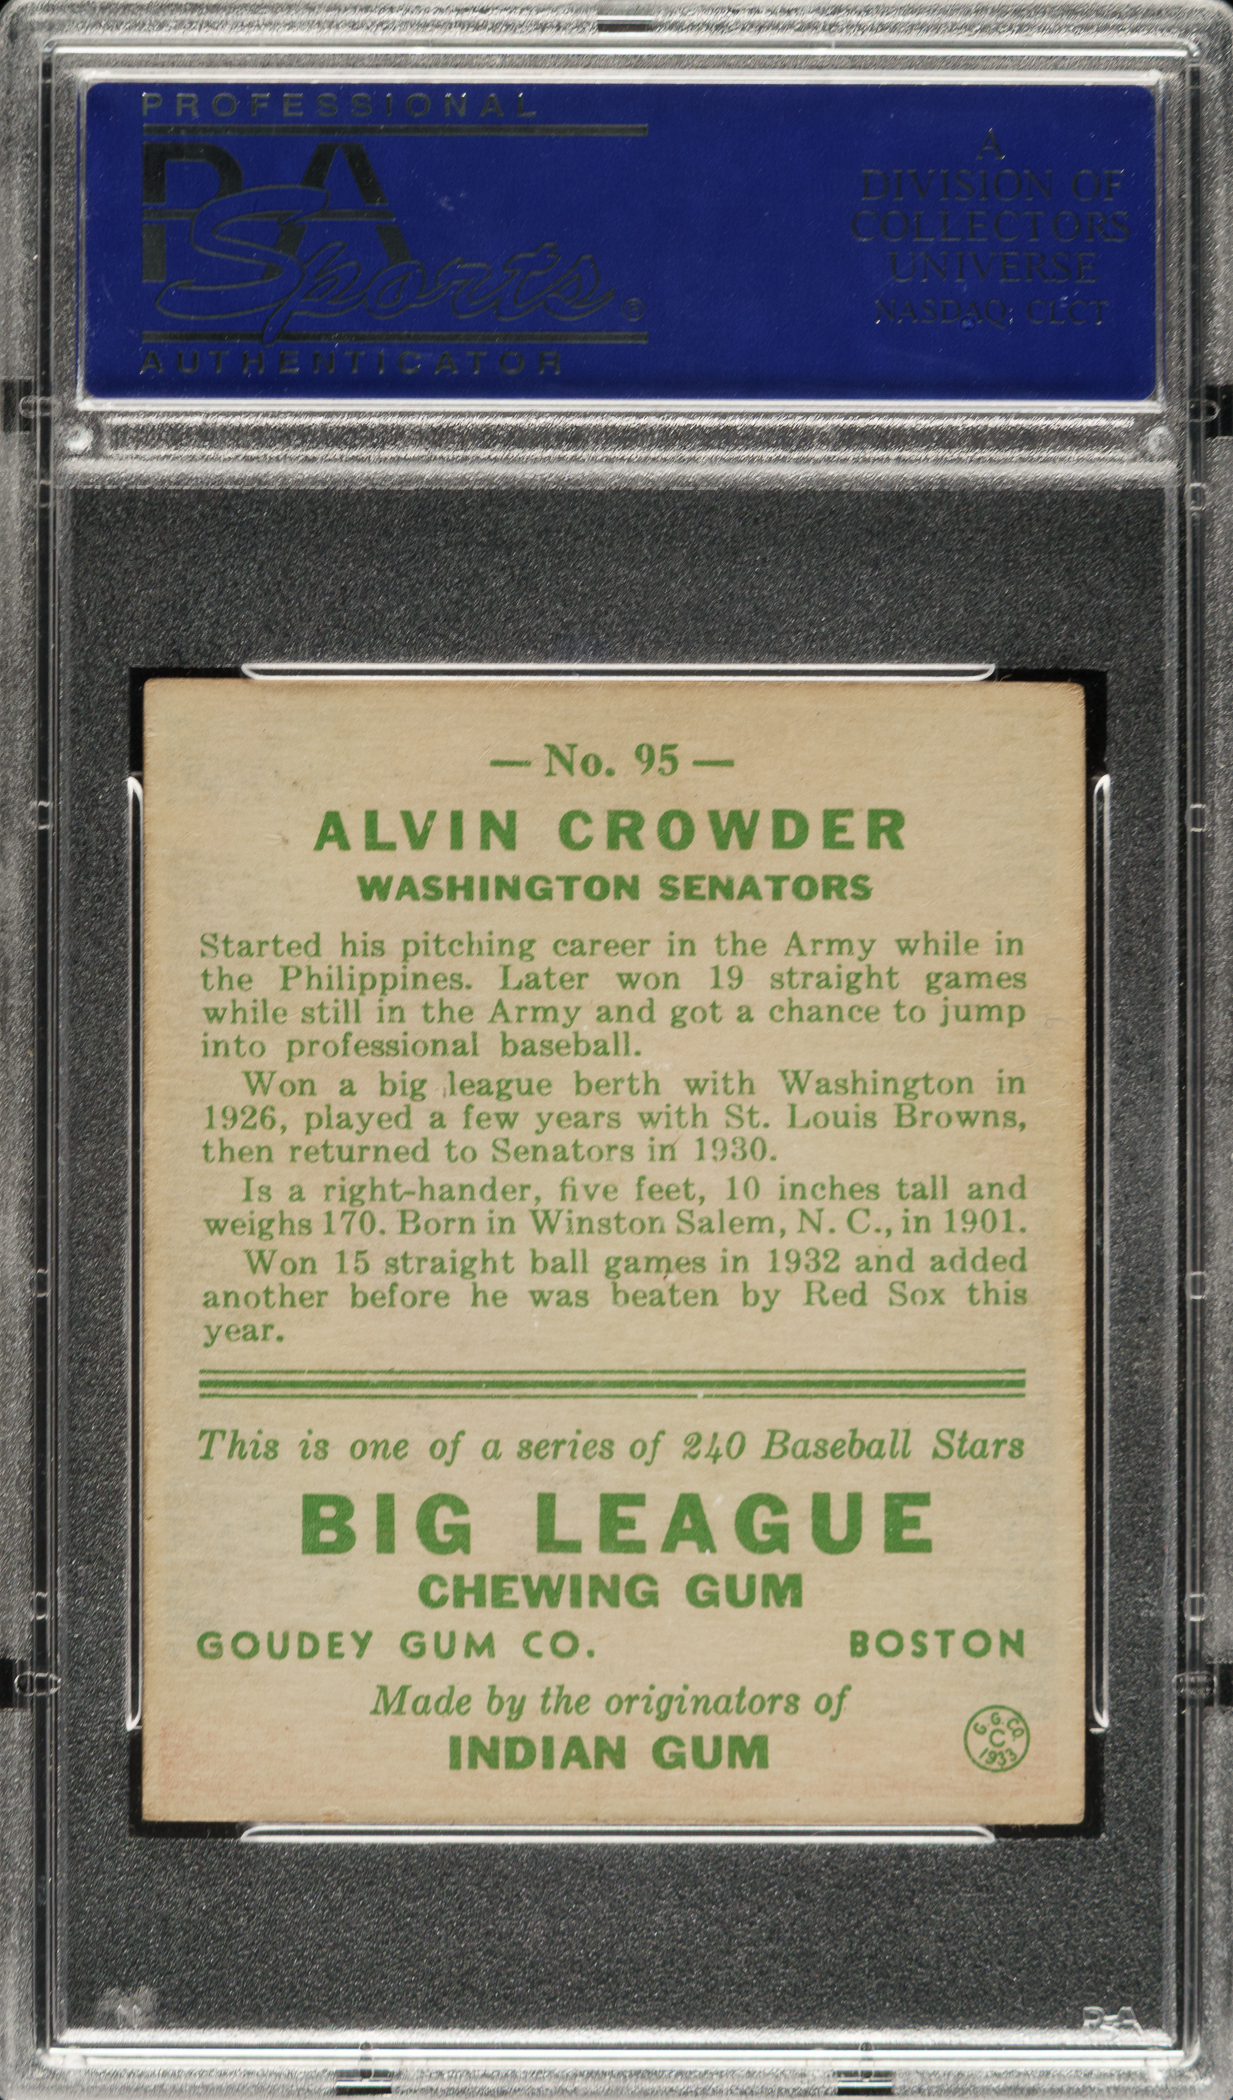 PROFESSIONAL
PSA
Sports®
AUTHENTICATOR
A
DIVISION OF
COLLECTORS
UNIVERSE
NASDAQ: CLCT
— No. 95 —
ALVIN CROWDER
WASHINGTON SENATORS
Started his pitching career in the Army while in
the Philippines. Later won 19 straight games
while still in the Army and got a chance to jump
into professional baseball.
Won a big league berth with Washington in
1926, played a few years with St. Louis Browns,
then returned to Senators in 1930.
Is a right-hander, five feet, 10 inches tall and
weighs 170. Born in Winston Salem, N. C., in 1901.
Won 15 straight ball games in 1932 and added
another before he was beaten by Red Sox this
year.
This is one of a series of 240 Baseball Stars
BIG LEAGUE
CHEWING GUM
GOUDEY GUM CO. BOSTON
Made by the originators of
INDIAN GUM
G.G.CO.
C
1933
PSA